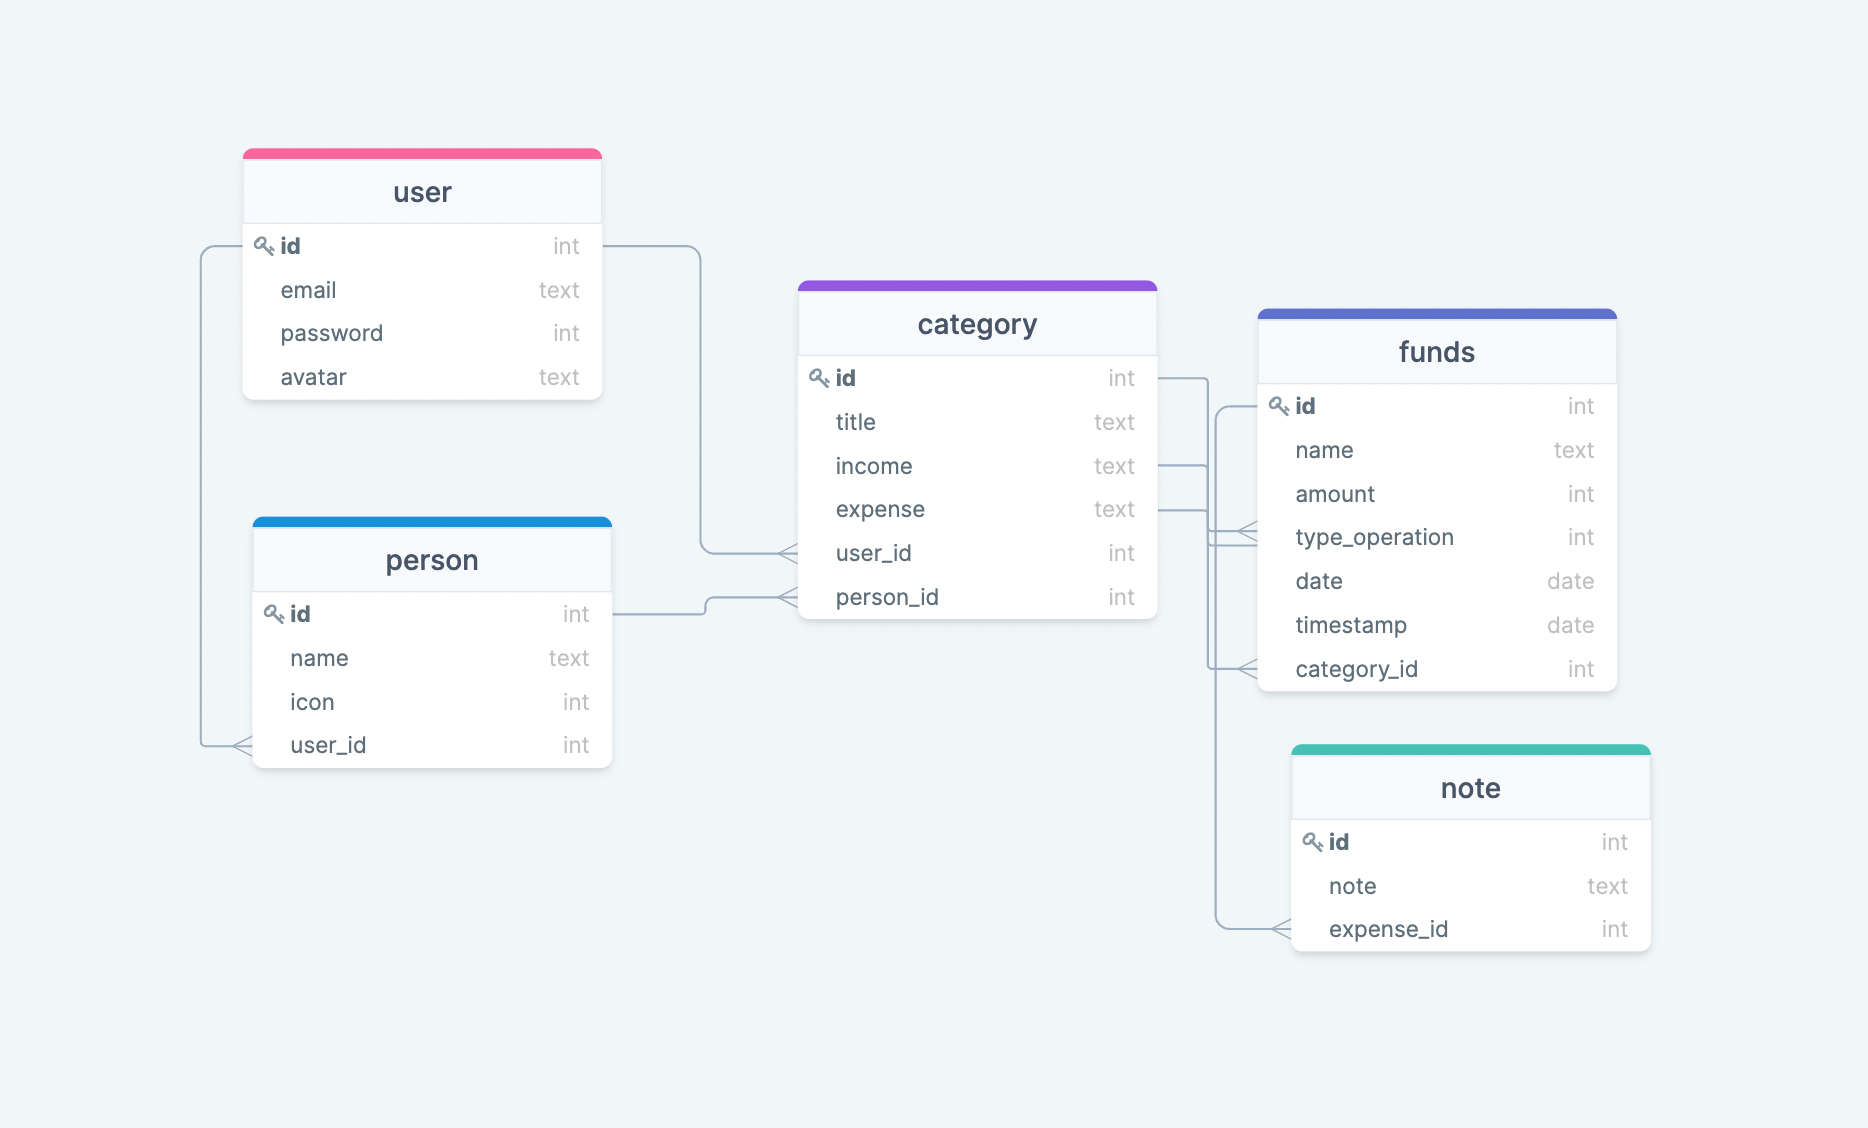 user
id int
email text
password int
avatar text
person
id int
name text
icon int
user_id int
category
id int
title text
income text
expense text
user_id int
person_id int
funds
id int
name text
amount int
type_operation int
date date
timestamp date
category_id int
note
id int
note text
expense_id int